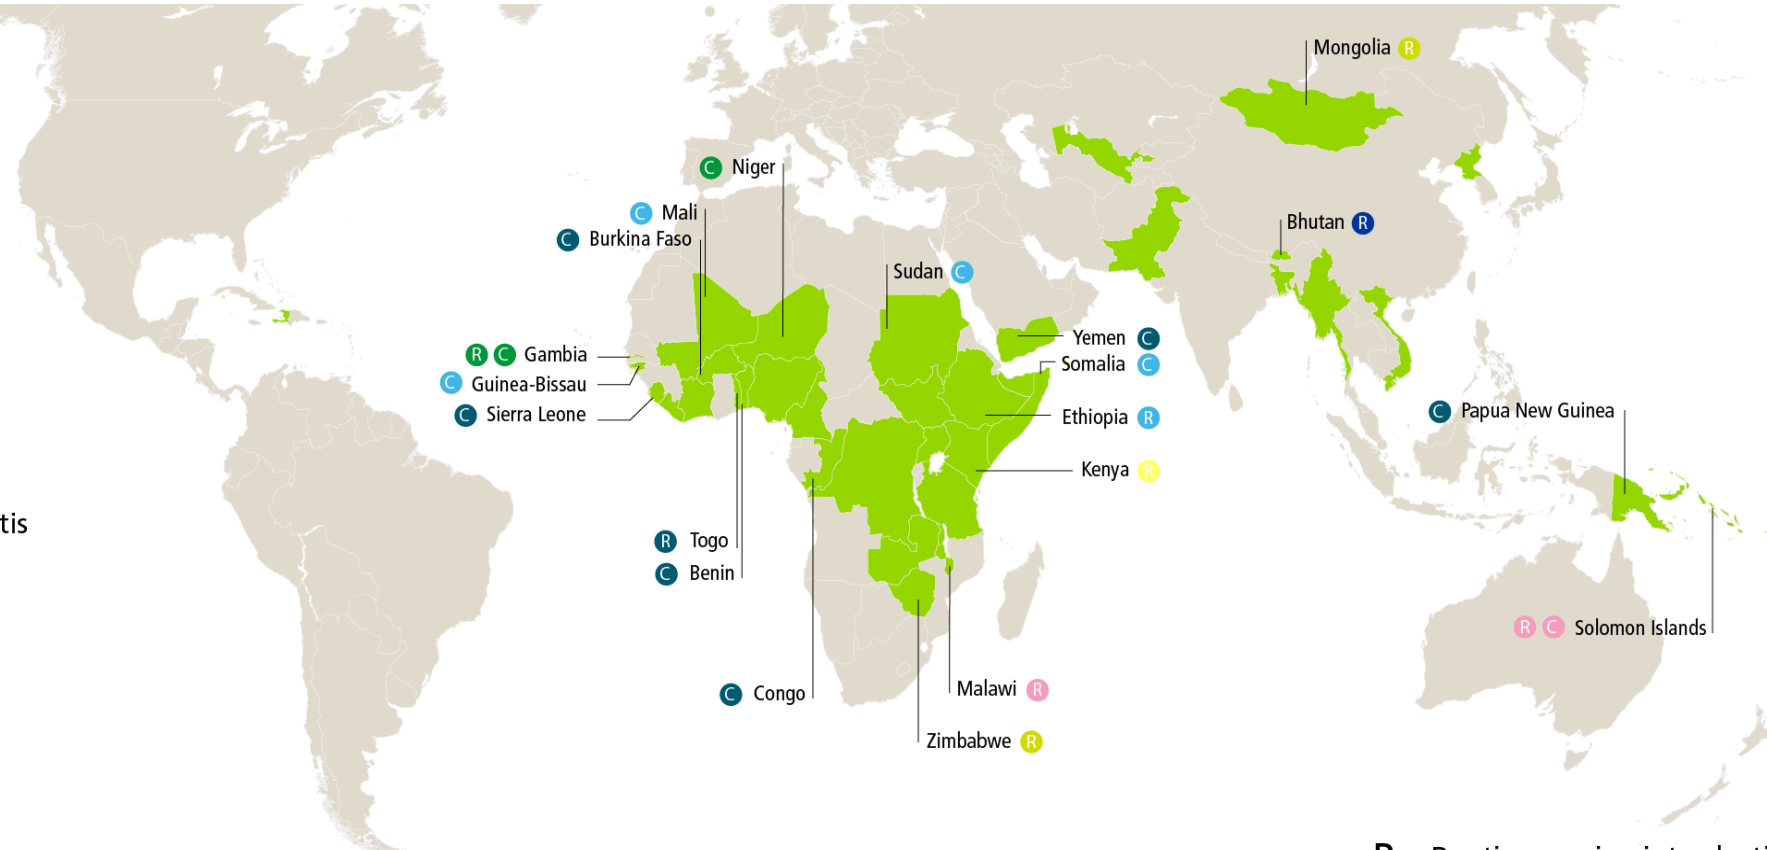 Mongolia R
C Niger
C Mali
Bhutan R
C Burkina Faso
Sudan C
Yemen C
R C Gambia
Somalia C
C Guinea-Bissau
C Papua New Guinea
C Sierra Leone
Ethiopia R
Kenya R
tis
R Togo
C Benin
R C Solomon Islands
Malawi R
C Congo
Zimbabwe R